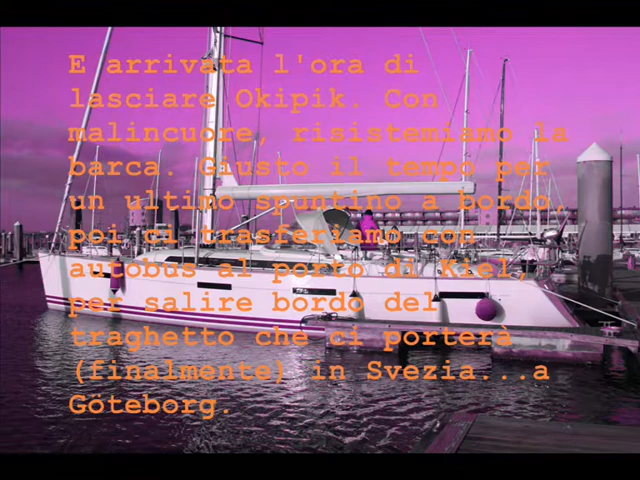 E arrivata l'ora di
lasciare Okipik. Con
malincuore, risistemiamo la
barca. Giusto il tempo per
un ultimo spuntino a bordo,
poi ci trasferiamo con
autobus al porto di Kiel,
per salire bordo del
traghetto che ci porterà
(finalmente) in Svezia...a
Göteborg.